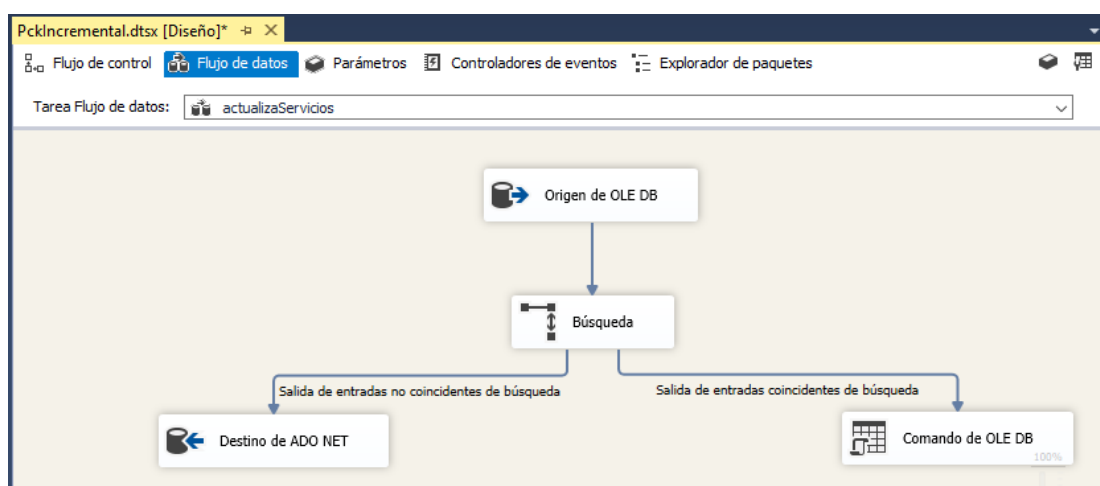 PckIncremental.dtsx [Diseño]*
Flujo de control Flujo de datos Parámetros Controladores de eventos Explorador de paquetes
Tarea Flujo de datos: actualizaServicios
Origen de OLE DB
Búsqueda
Salida de entradas no coincidentes de búsqueda Salida de entradas coincidentes de búsqueda
Destino de ADO NET Comando de OLE DB
100%